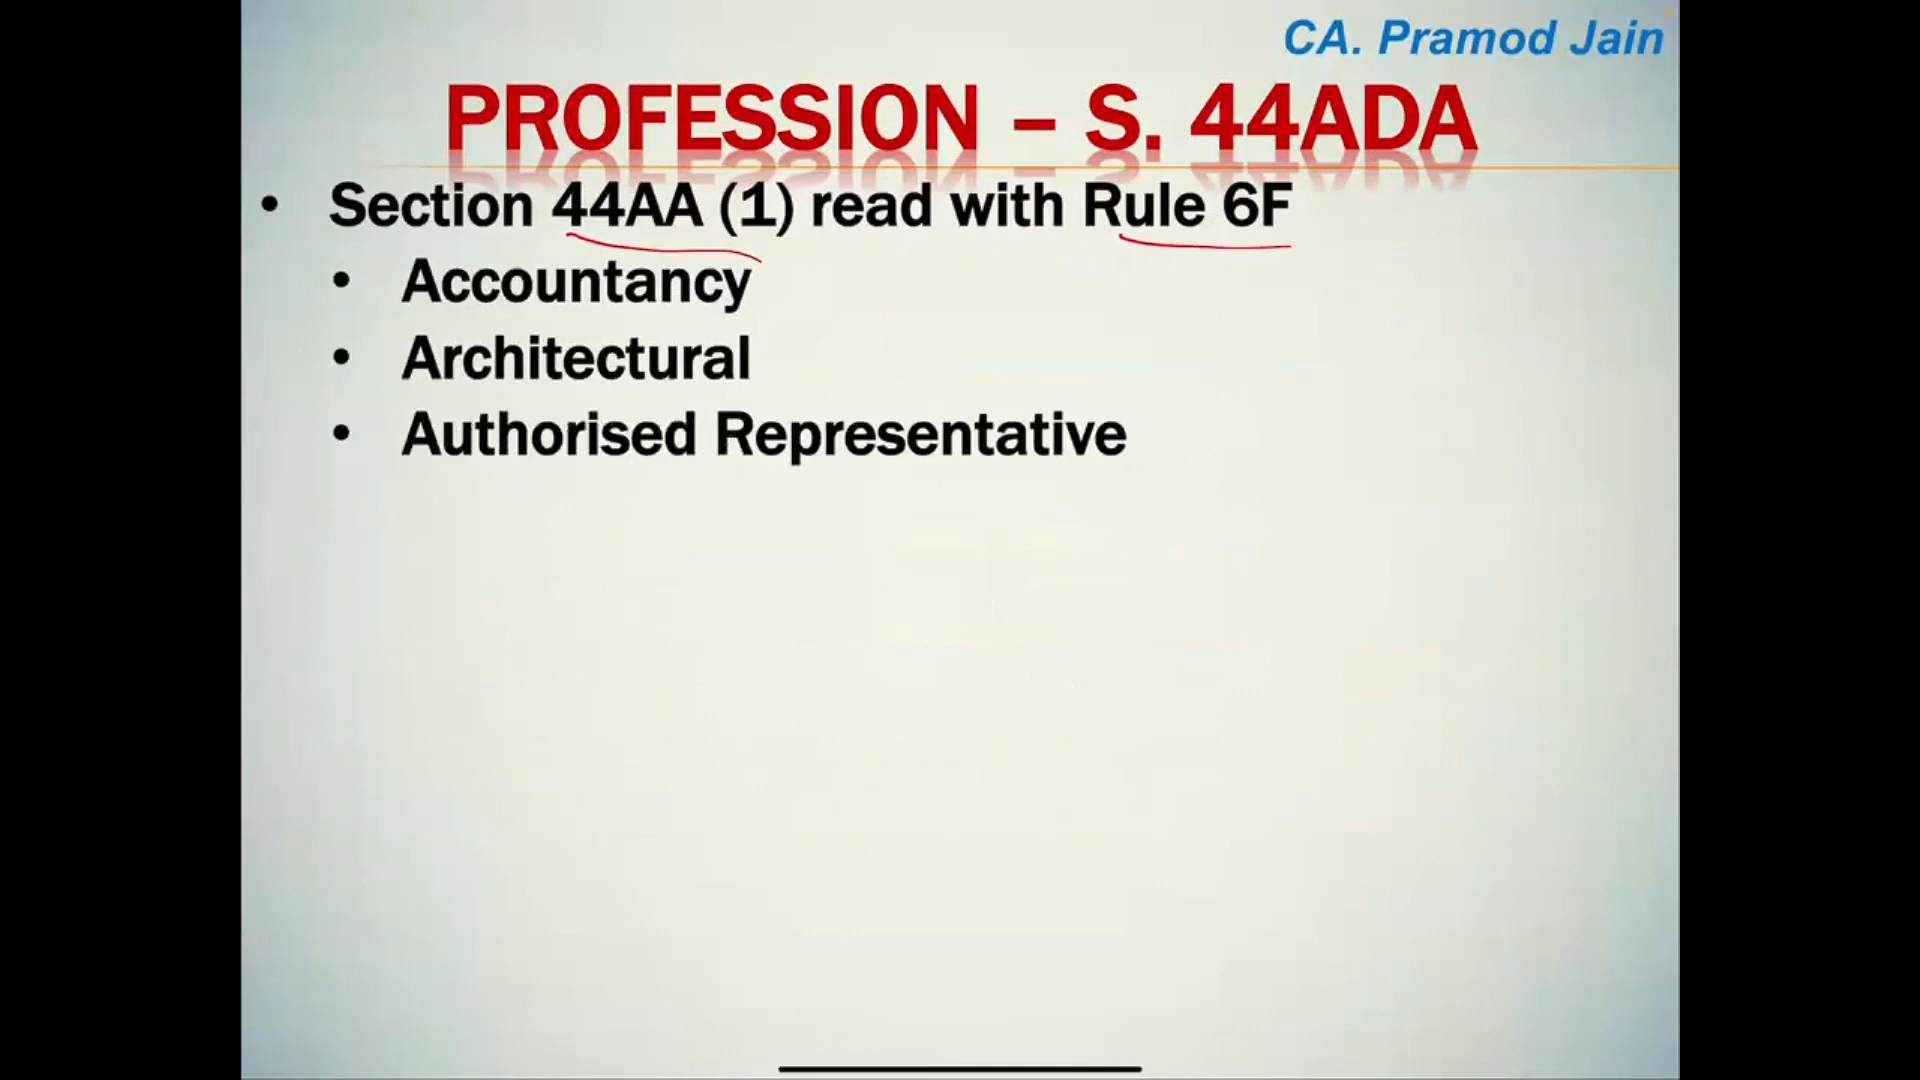 CA. Pramod Jain
PROFESSION – S. 44ADA
• Section 44AA (1) read with Rule 6F
• Accountancy
• Architectural
• Authorised Representative